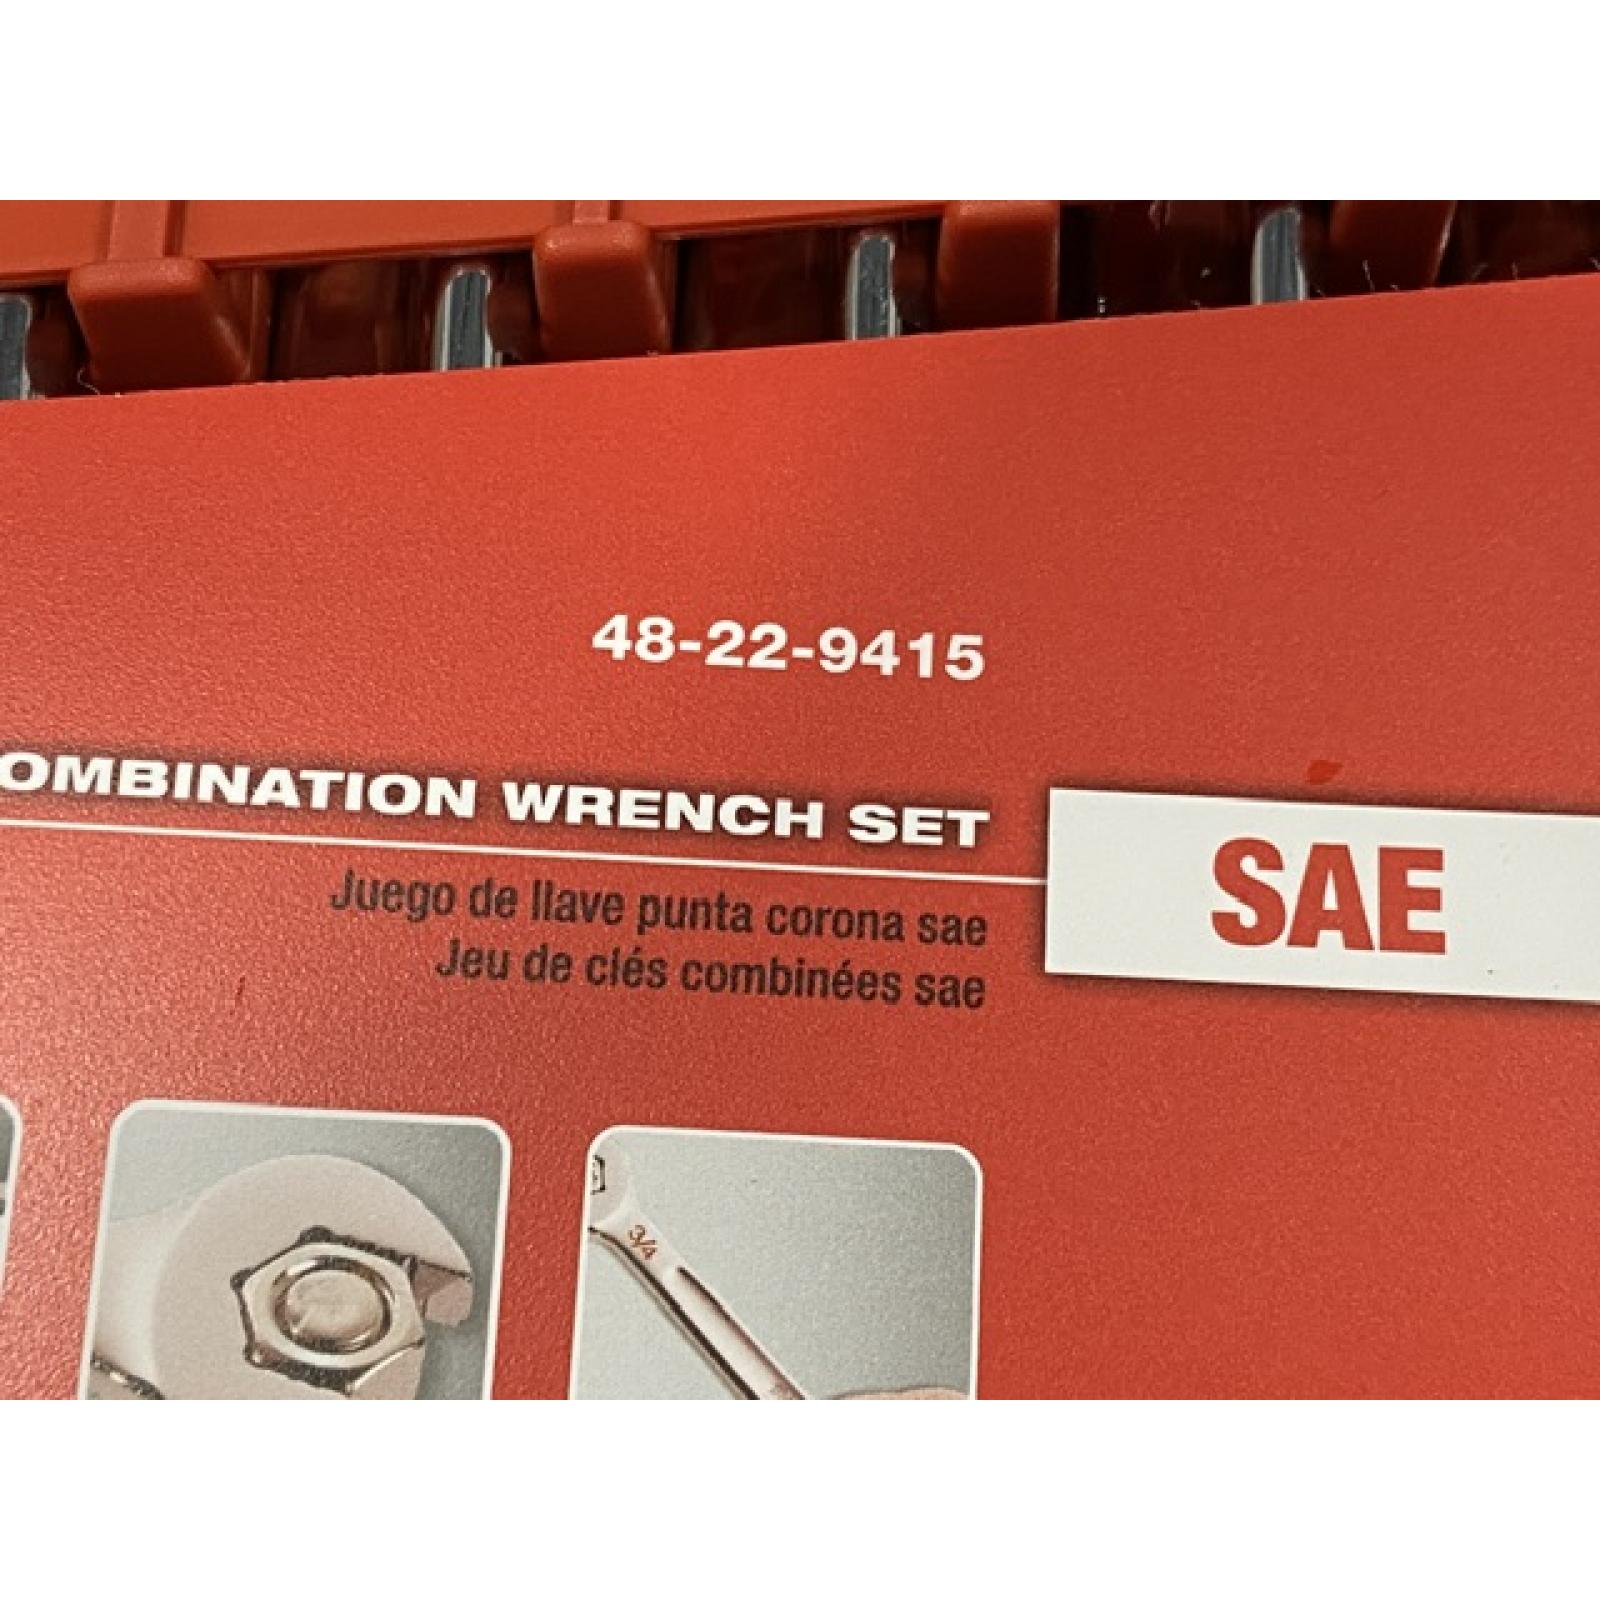 48-22-9415
OMBINATION WRENCH SET
SAE
Juego de llave punta corona sae
Jeu de clés combinées sae
3/4